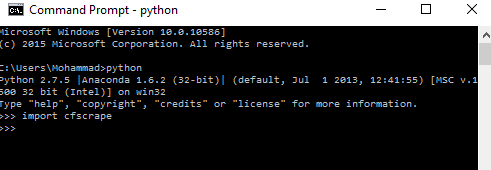 Command Prompt - python
Microsoft Windows [Version 10.0.10586]
(c) 2015 Microsoft Corporation. All rights reserved.
C:\Users\Mohammad>python
Python 2.7.5 |Anaconda 1.6.2 (32-bit)| (default, Jul  1 2013, 12:41:55) [MSC v.1
500 32 bit (Intel)] on win32
Type "help", "copyright", "credits" or "license" for more information.
>>> import cfscrape
>>>